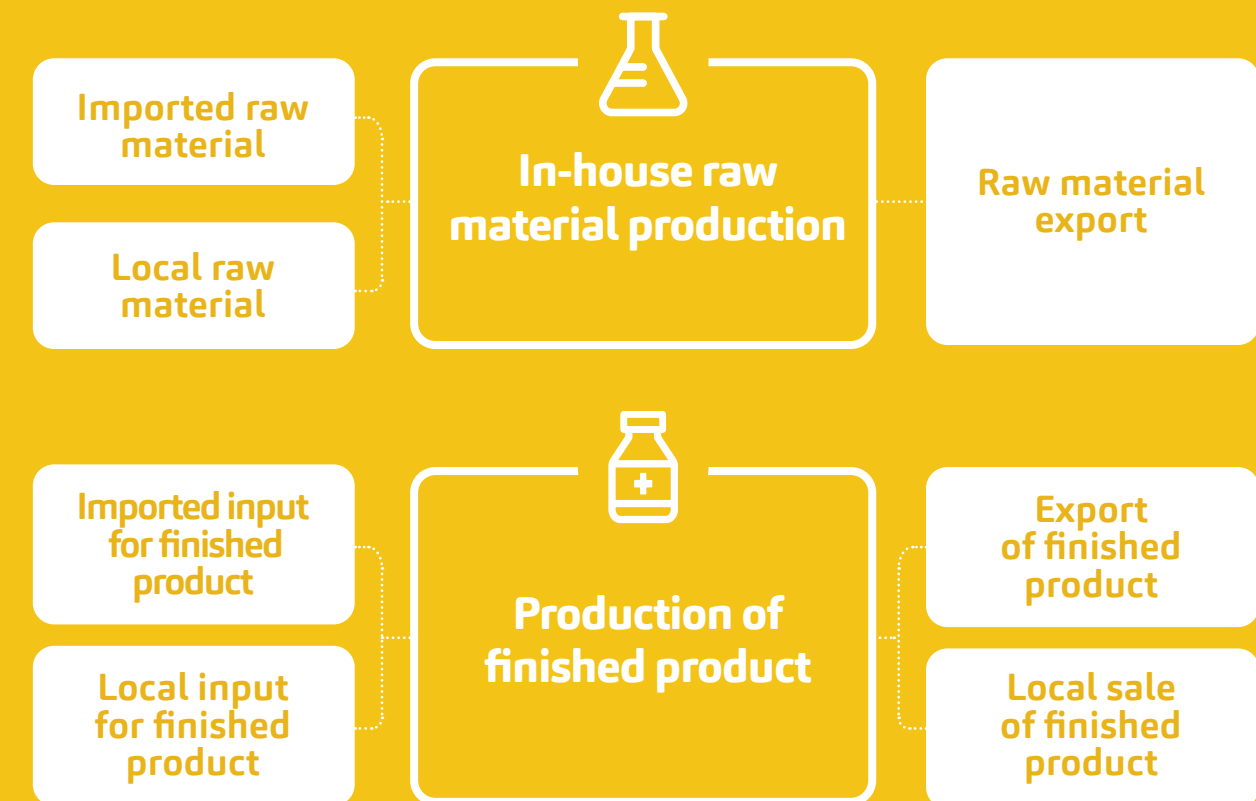 Imported raw
material
Local raw
material
In-house raw
material production
Raw material
export
Imported input
for finished
product
Local input
for finished
product
Production of
finished product
Export
of finished
product
Local sale
of finished
product